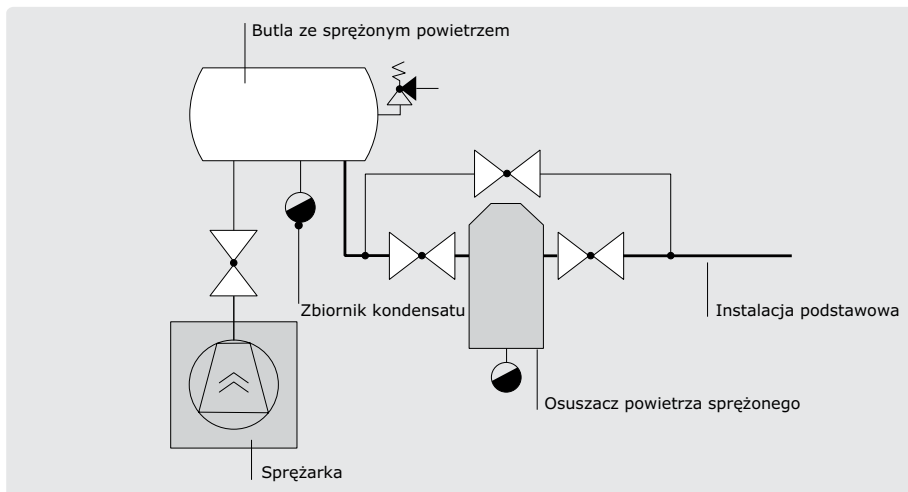 Butla ze sprężonym powietrzem
Zbiornik kondensatu
Instalacja podstawowa
Osuszacz powietrza sprężonego
Sprężarka